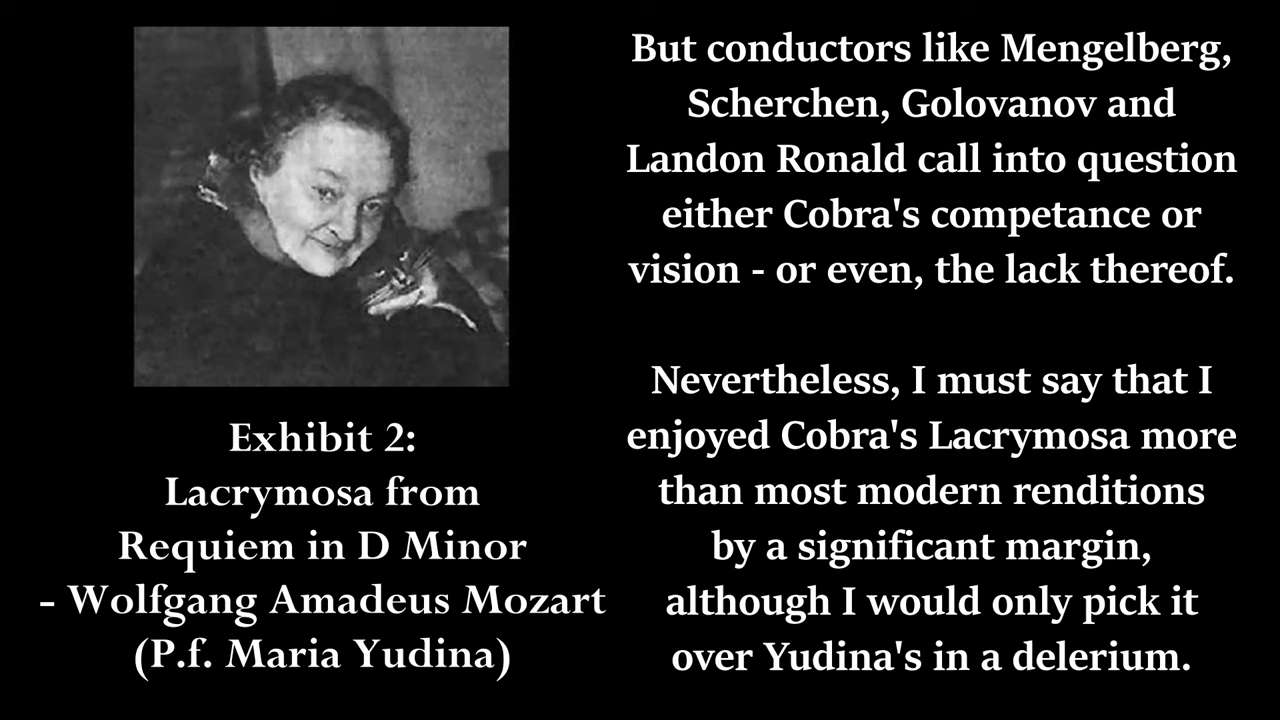 Exhibit 2:
Lacrymosa from
Requiem in D Minor
- Wolfgang Amadeus Mozart
(P.f. Maria Yudina)
But conductors like Mengelberg,
Scherchen, Golovanov and
Landon Ronald call into question
either Cobra's competance or
vision - or even, the lack thereof.
Nevertheless, I must say that I
enjoyed Cobra's Lacrymosa more
than most modern renditions
by a significant margin,
although I would only pick it
over Yudina's in a delerium.